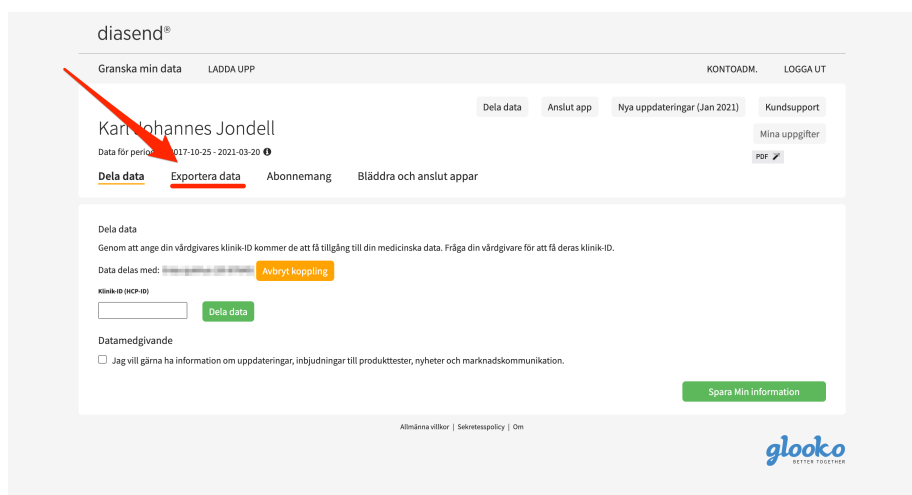 diasend®
Granska min data LADDA UPP KONTOADM. LOGGA UT
Dela data Anslut app Nya uppdateringar (Jan 2021) Kundsupport
Karl Johannes Jondell
Mina uppgifter
Data för 2017-10-25 - 2021-03-20
PDF
Dela data Exportera data Abonnemang Bläddra och anslut appar
Dela data
Genom att ange din vårdgivares klinik-ID kommer de att få tillgång till din medicinska data. Fråga din vårdgivare för att få deras klinik-ID.
Data delas med: Avbryt koppling
Klinik-ID (HCP-ID)
Dela data
Datamedgivande
Jag vill gärna ha information om uppdateringar, inbjudningar till produkttester, nyheter och marknadskommunikation.
Spara Min information
Allmänna villkor | Sekretesspolicy | Om
glooko
BETTER TOGETHER